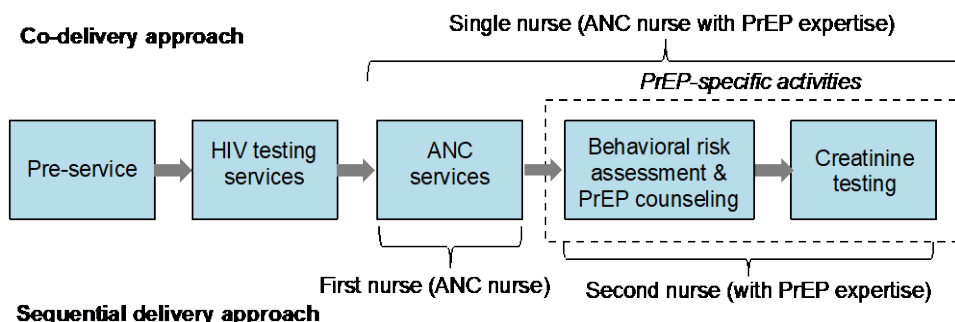 Single nurse (ANC nurse with PrEP expertise)
Co-delivery approach
PrEP-specific activities
Pre-service
HIV testing
services
ANC
services
Behavioral risk
assessment &
PrEP counseling
Creatinine
testing
First nurse (ANC nurse)
Second nurse (with PrEP expertise)
Sequential delivery approach